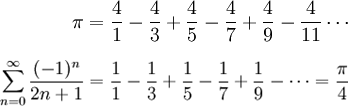 π = 4/1 − 4/3 + 4/5 − 4/7 + 4/9 − 4/11 ⋯
∑_{n=0}^{∞} (−1)^n/(2n + 1) = 1/1 − 1/3 + 1/5 − 1/7 + 1/9 − ⋯ = π/4